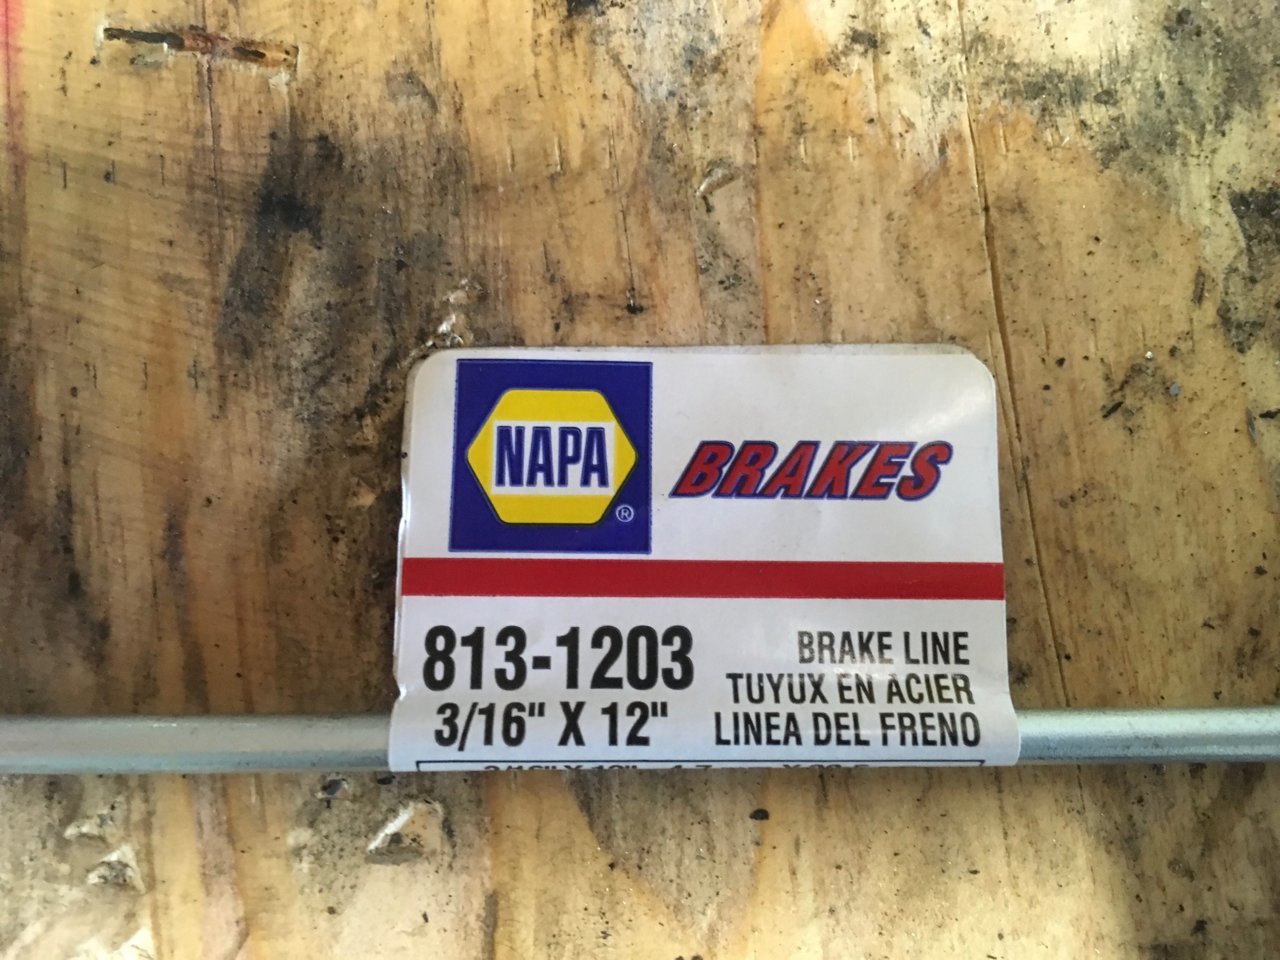 NAPA®
BRAKES
813-1203
3/16" X 12"
BRAKE LINE
TUYUX EN ACIER
LINEA DEL FRENO